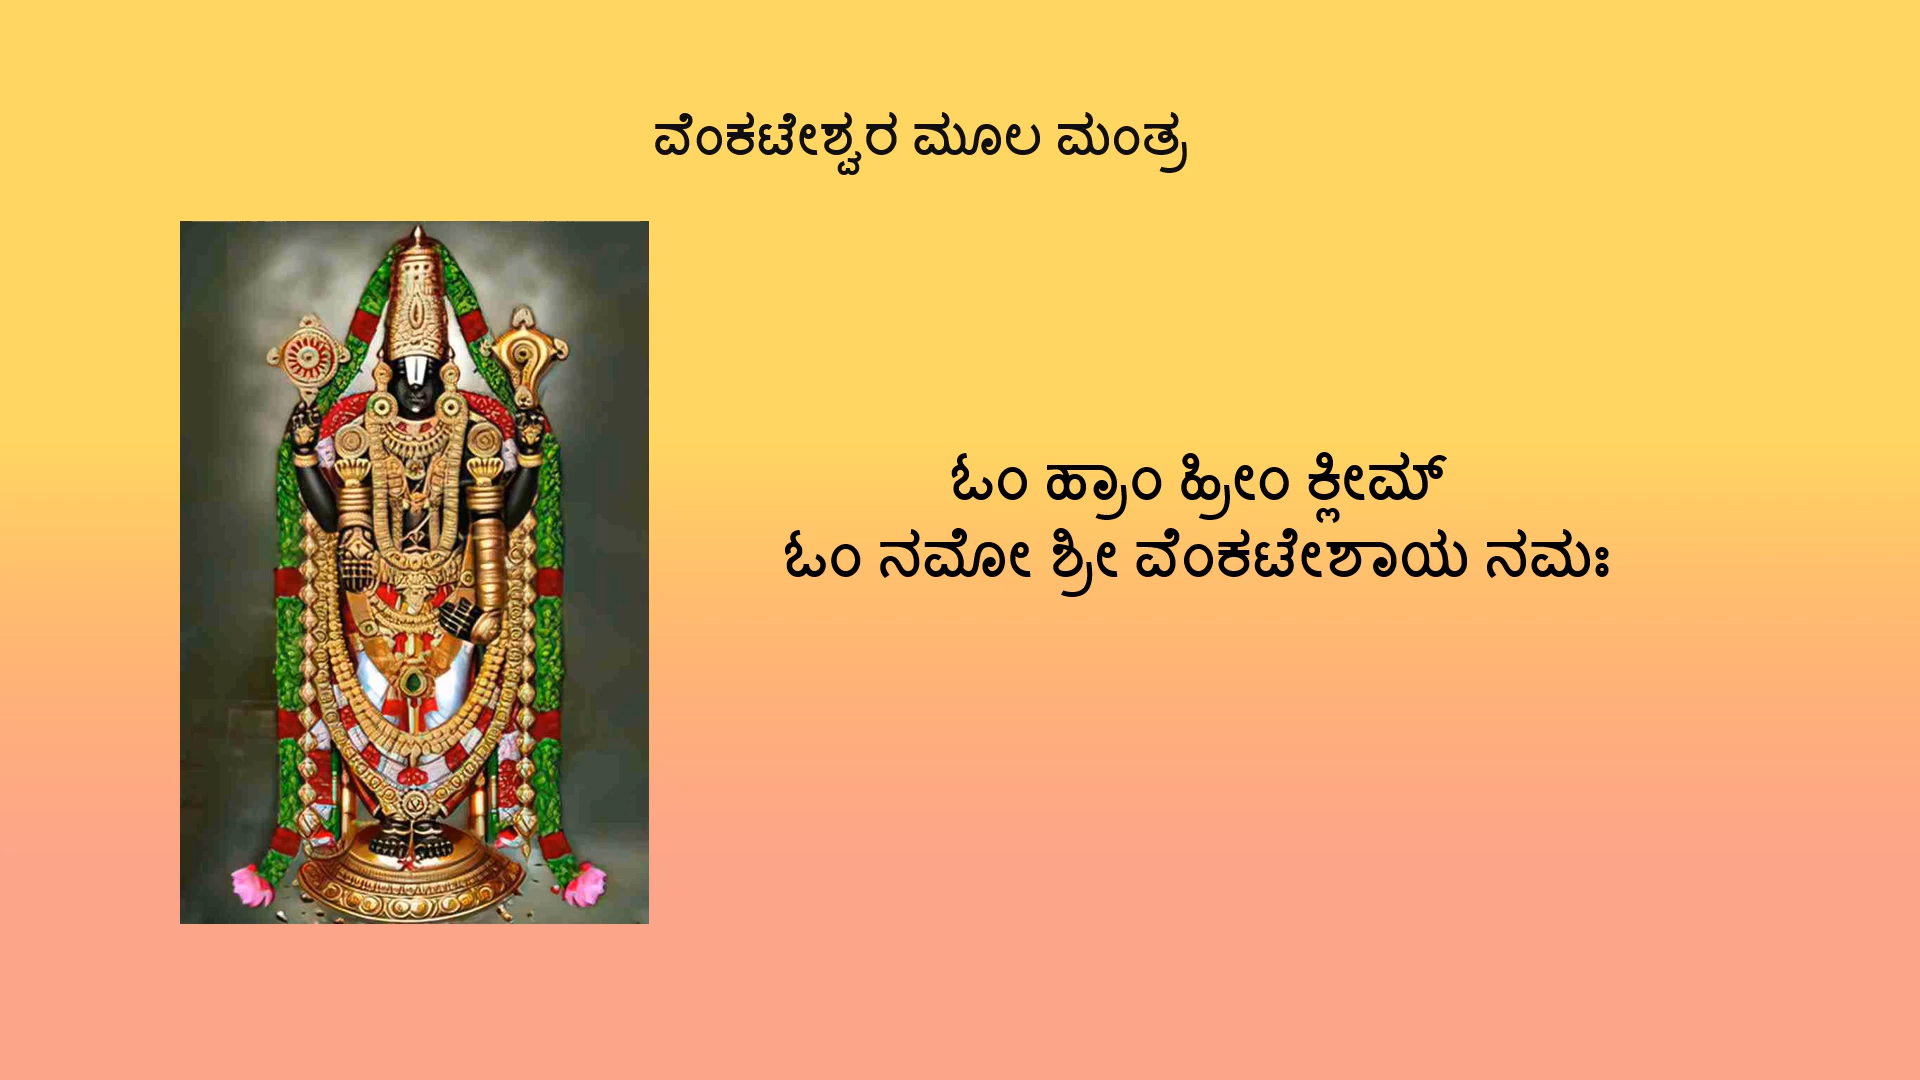 ವೆಂಕಟೇಶ್ವರ ಮೂಲ ಮಂತ್ರ
ಓಂ ಹ್ರಾಂ ಹ್ರೀಂ ಕ್ಲೀಮ್
ಓಂ ನಮೋ ಶ್ರೀ ವೆಂಕಟೇಶಾಯ ನಮಃ